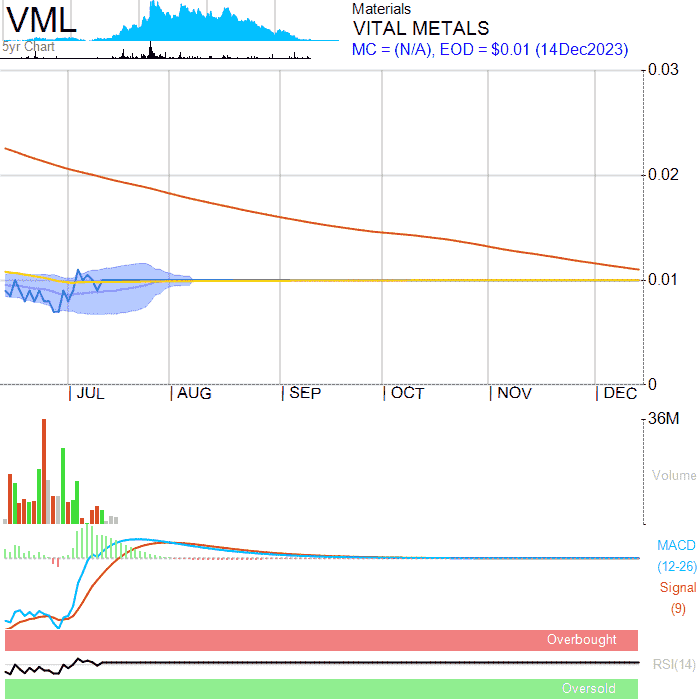 VML
5yr Chart
Materials
VITAL METALS
MC = (N/A), EOD = $0.01 (14Dec2023)
0.03
0.02
0.01
0
JUL AUG SEP OCT NOV DEC
36M
Volume
MACD
(12-26)
Signal
(9)
Overbought
RSI(14)
Oversold